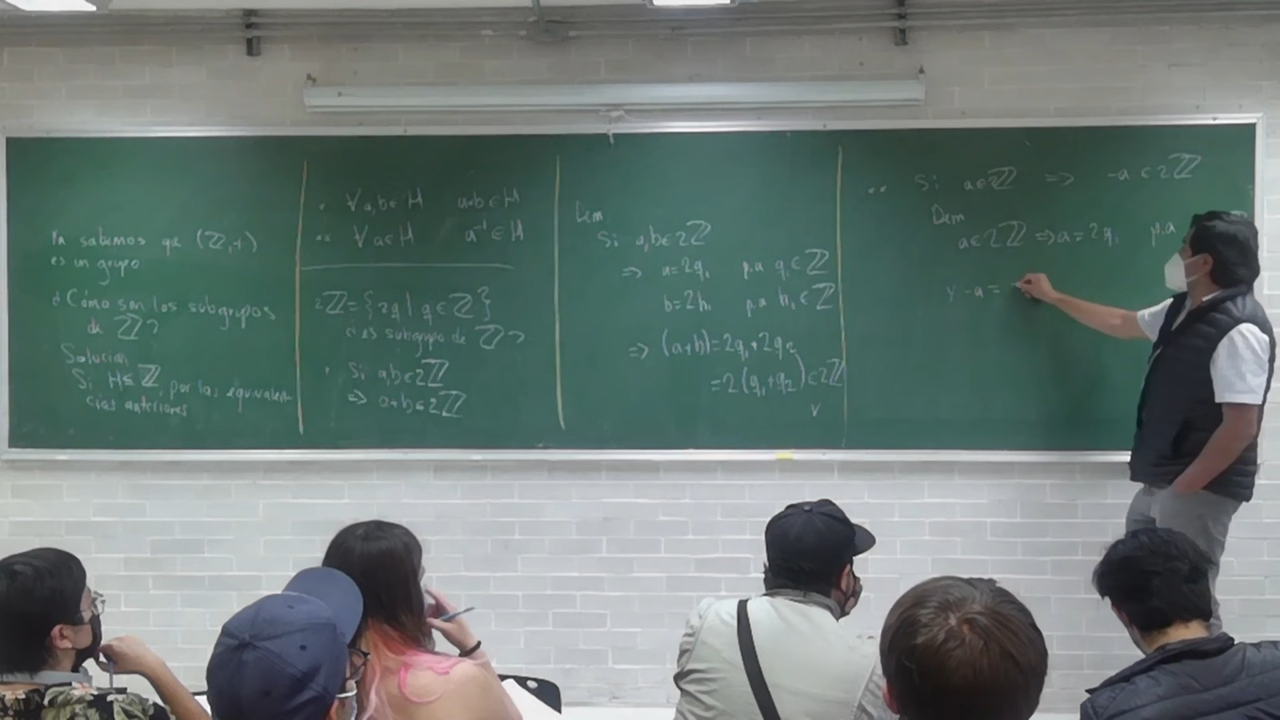 Ya sabemos que (ℤ,+)
es un grupo
¿Cómo son los subgrupos
de ℤ?
Solución
Si H≤ℤ, por las equivalen-
cias anteriores
• ∀a,b∈H a·b∈H
•• ∀a∈H a⁻¹∈H
2ℤ={2q | q∈ℤ}
¿es subgrupo de ℤ?
• Si a,b∈2ℤ
⇒ a+b∈2ℤ
Dem
Si a,b∈2ℤ
⇒ a=2q₁ p.a q₁∈ℤ
b=2h₁ p.a h₁∈ℤ
⇒ (a+b)=2q₁+2q₂
=2(q₁+q₂)∈2ℤ
•• Si a∈2ℤ ⇒ -a∈2ℤ
Dem
a∈2ℤ ⇒ a=2q₁ p.a
y -a=